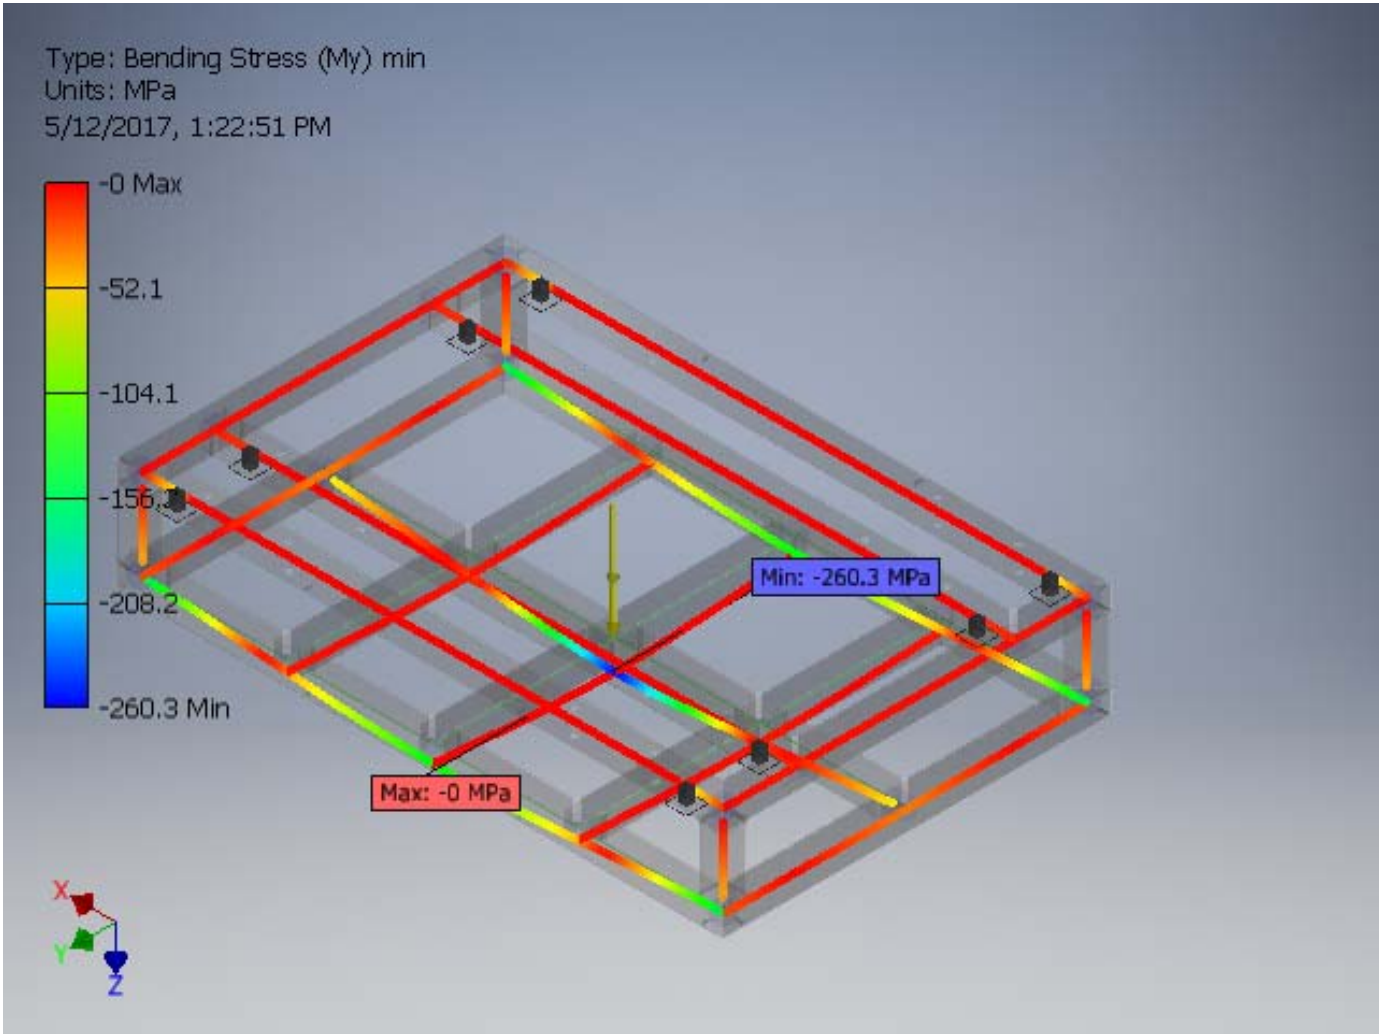 Type: Bending Stress (My) min
Units: MPa
5/12/2017, 1:22:51 PM
-0 Max
-52.1
-104.1
-208.2
-260.3 Min
Min: -260.3 MPa
Max: -0 MPa
X
Y
Z